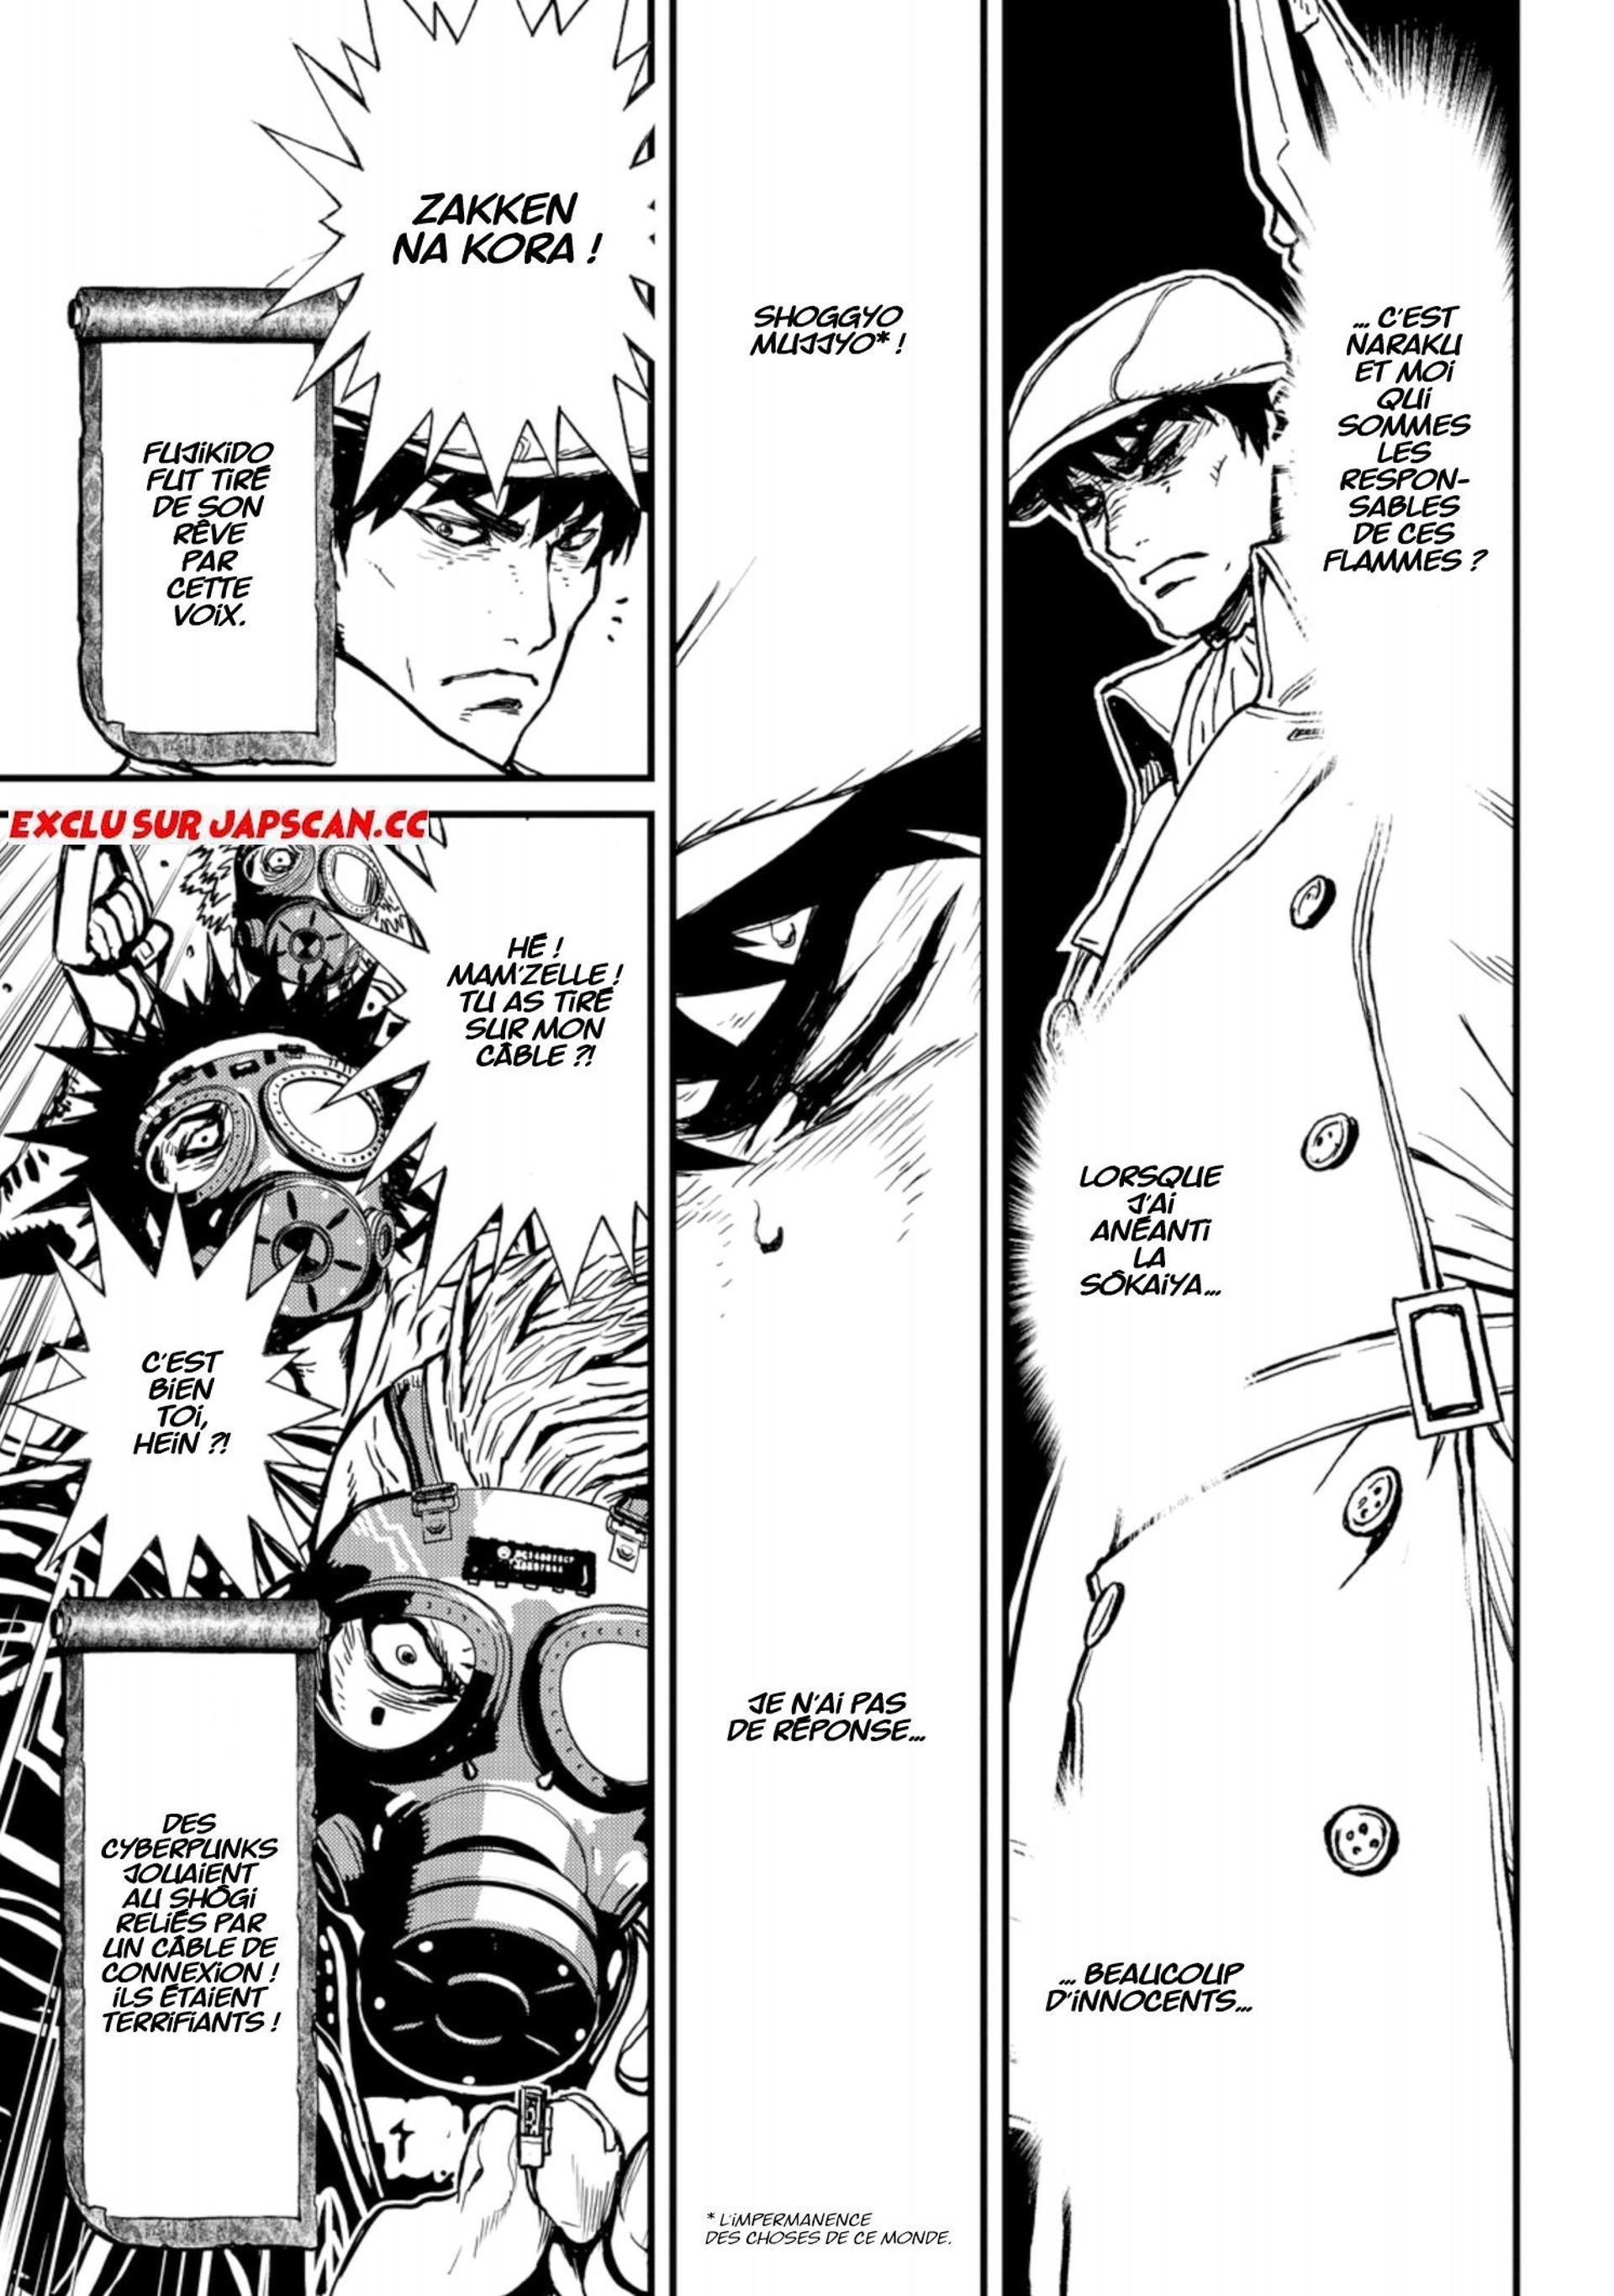 ... C'EST
NARAKU
ET MOI
QUI
SOMMES
LES
RESPON-
SABLES
DE CES
FLAMMES ?
LORSQUE
J'AI
ANÉANTI
LA
SÔKAIYA...
... BEAUCOUP
D'INNOCENTS...
SHOGGYO
MUJJYO* !
JE N'AI PAS
DE RÉPONSE...
* L'IMPERMANENCE
DES CHOSES DE CE MONDE.
ZAKKEN
NA KORA !
FUJIKIDO
FUT TIRÉ
DE SON
RÊVE
PAR
CETTE
VOIX.
EXCLU SUR JAPSCAN.CC
HÉ !
MAM'ZELLE !
TU AS TIRÉ
SUR MON
CÂBLE ?!
C'EST
BIEN
TOI,
HEIN ?!
DES
CYBERPUNKS
JOUAIENT
AU SHÔGI
RELIÉS PAR
UN CÂBLE DE
CONNEXION !
ILS ÉTAIENT
TERRIFIANTS !